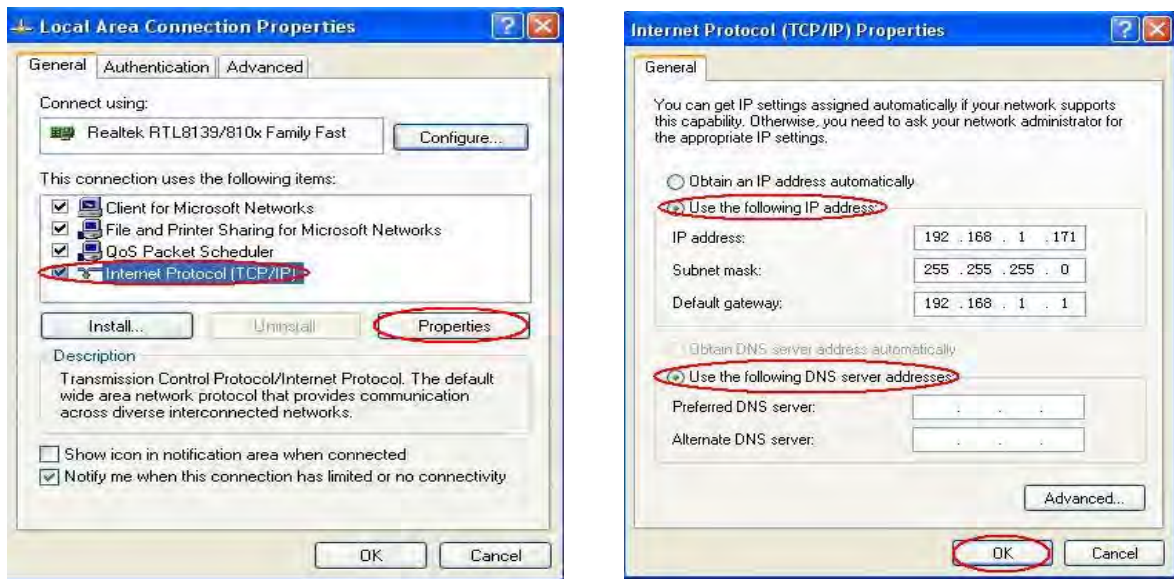 Local Area Connection Properties
General Authentication Advanced
Connect using:
Realtek RTL8139/810x Family Fast
Configure...
This connection uses the following items:
Client for Microsoft Networks
File and Printer Sharing for Microsoft Networks
QoS Packet Scheduler
Internet Protocol (TCP/IP)
Install... Uninstall Properties
Description
Transmission Control Protocol/Internet Protocol. The default
wide area network protocol that provides communication
across diverse interconnected networks.
Show icon in notification area when connected
Notify me when this connection has limited or no connectivity
OK Cancel
Internet Protocol (TCP/IP) Properties
General
You can get IP settings assigned automatically if your network supports
this capability. Otherwise, you need to ask your network administrator for
the appropriate IP settings.
Obtain an IP address automatically
Use the following IP address:
IP address: 192 . 168 . 1 . 171
Subnet mask: 255 . 255 . 255 . 0
Default gateway: 192 . 168 . 1 . 1
Obtain DNS server address automatically
Use the following DNS server addresses:
Preferred DNS server: . . .
Alternate DNS server: . . .
Advanced...
OK Cancel